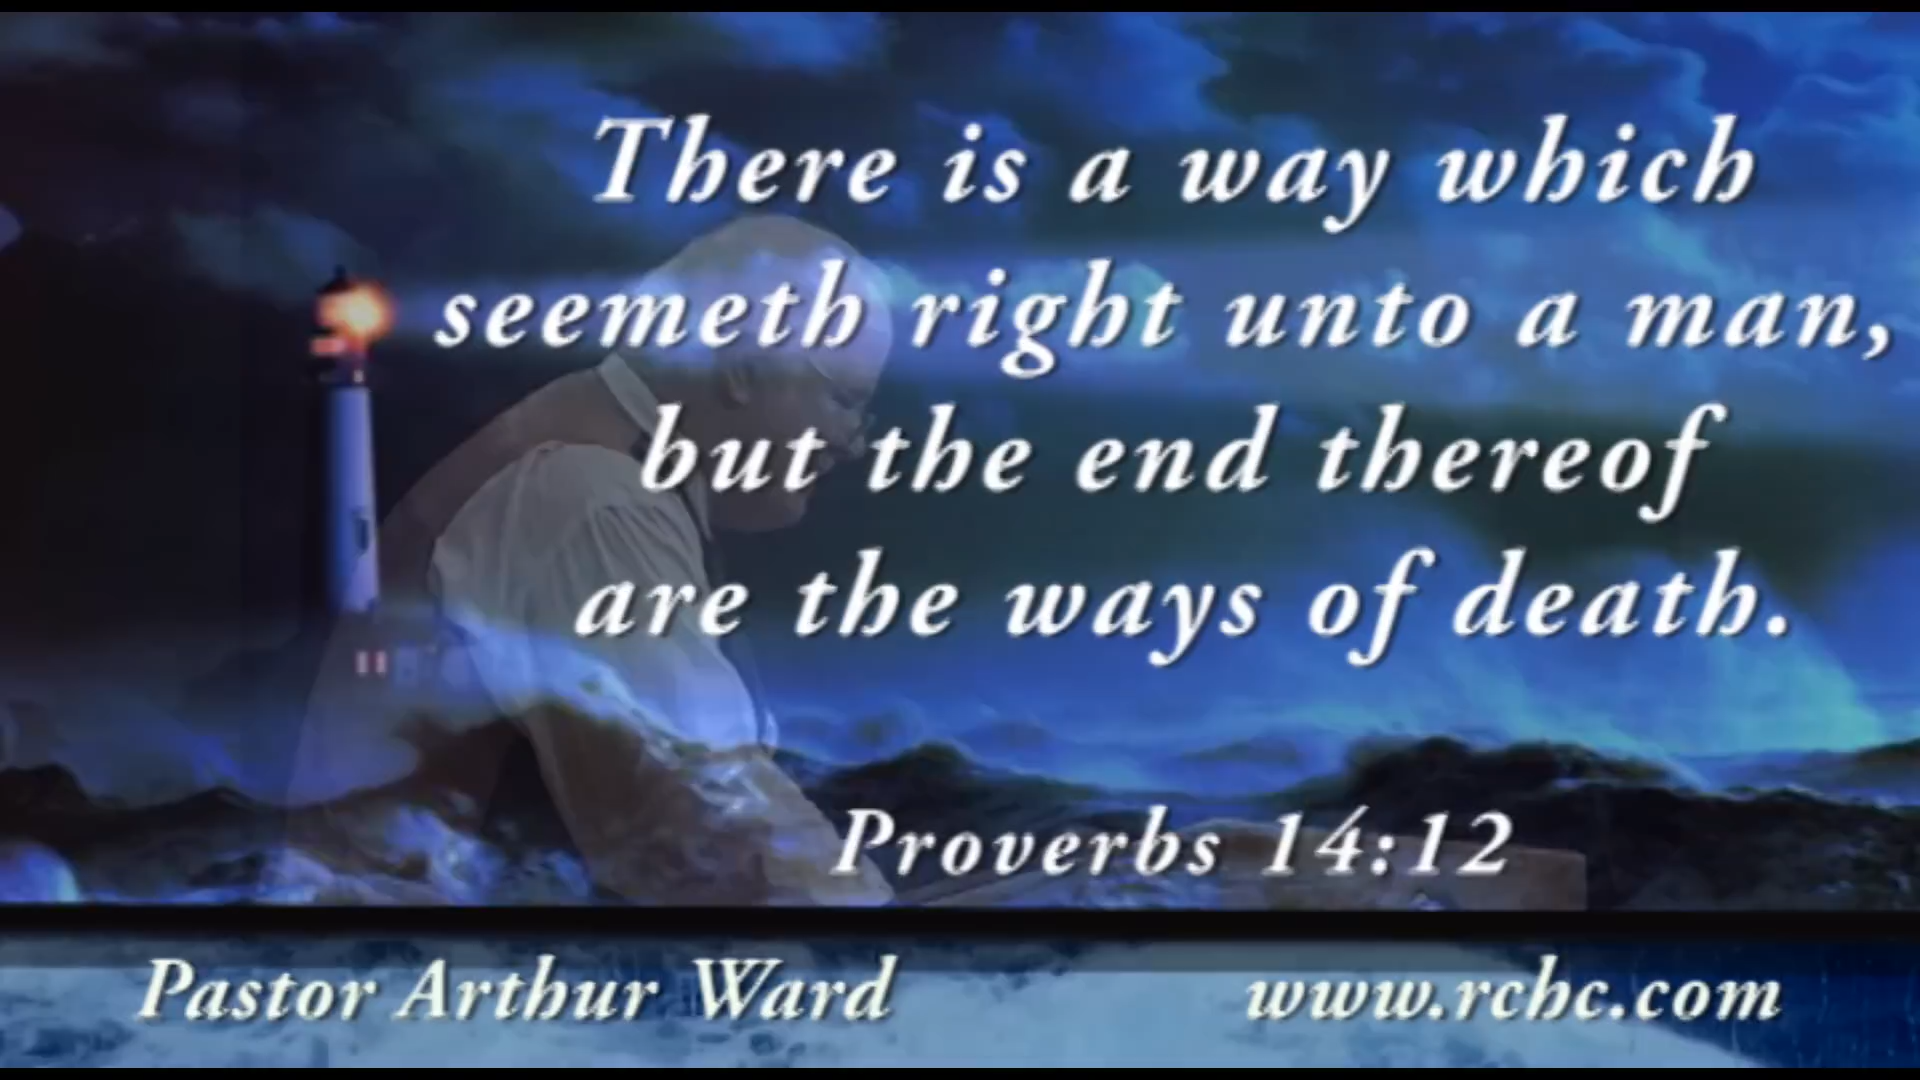 There is a way which
seemeth right unto a man,
but the end thereof
are the ways of death.
Proverbs 14:12
Pastor Arthur Ward
www.rcbc.com